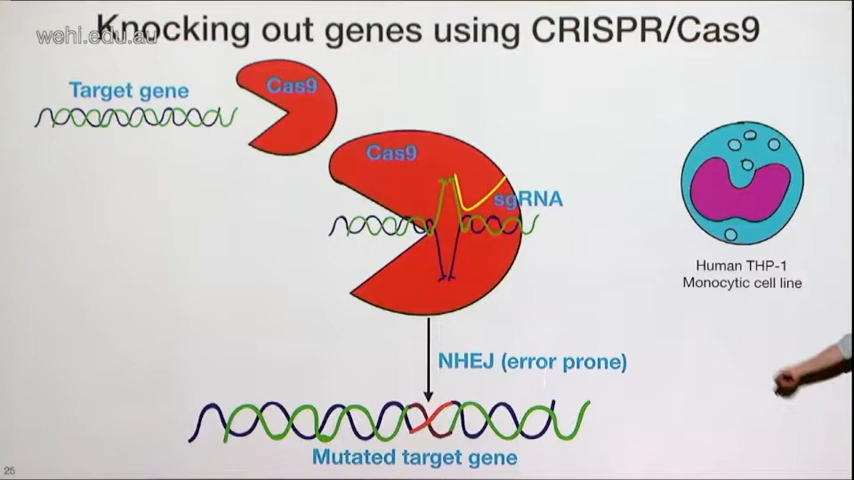 Knocking out genes using CRISPR/Cas9
wehi.edu.au
Target gene
Cas9
Cas9
sgRNA
Human THP-1
Monocytic cell line
NHEJ (error prone)
Mutated target gene
25